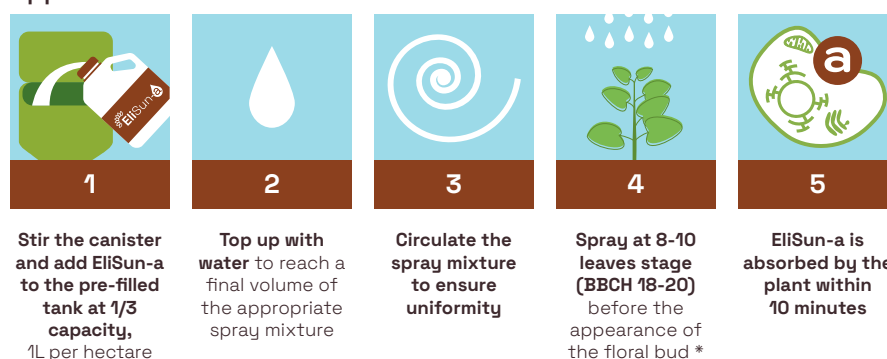 EliSun-a
a
1
2
3
4
5
Stir the canister
and add EliSun-a
to the pre-filled
tank at 1/3
capacity,
1L per hectare
Top up with
water to reach a
final volume of
the appropriate
spray mixture
Circulate the
spray mixture
to ensure
uniformity
Spray at 8-10
leaves stage
(BBCH 18-20)
before the
appearance of
the floral bud *
EliSun-a is
absorbed by the
plant within
10 minutes